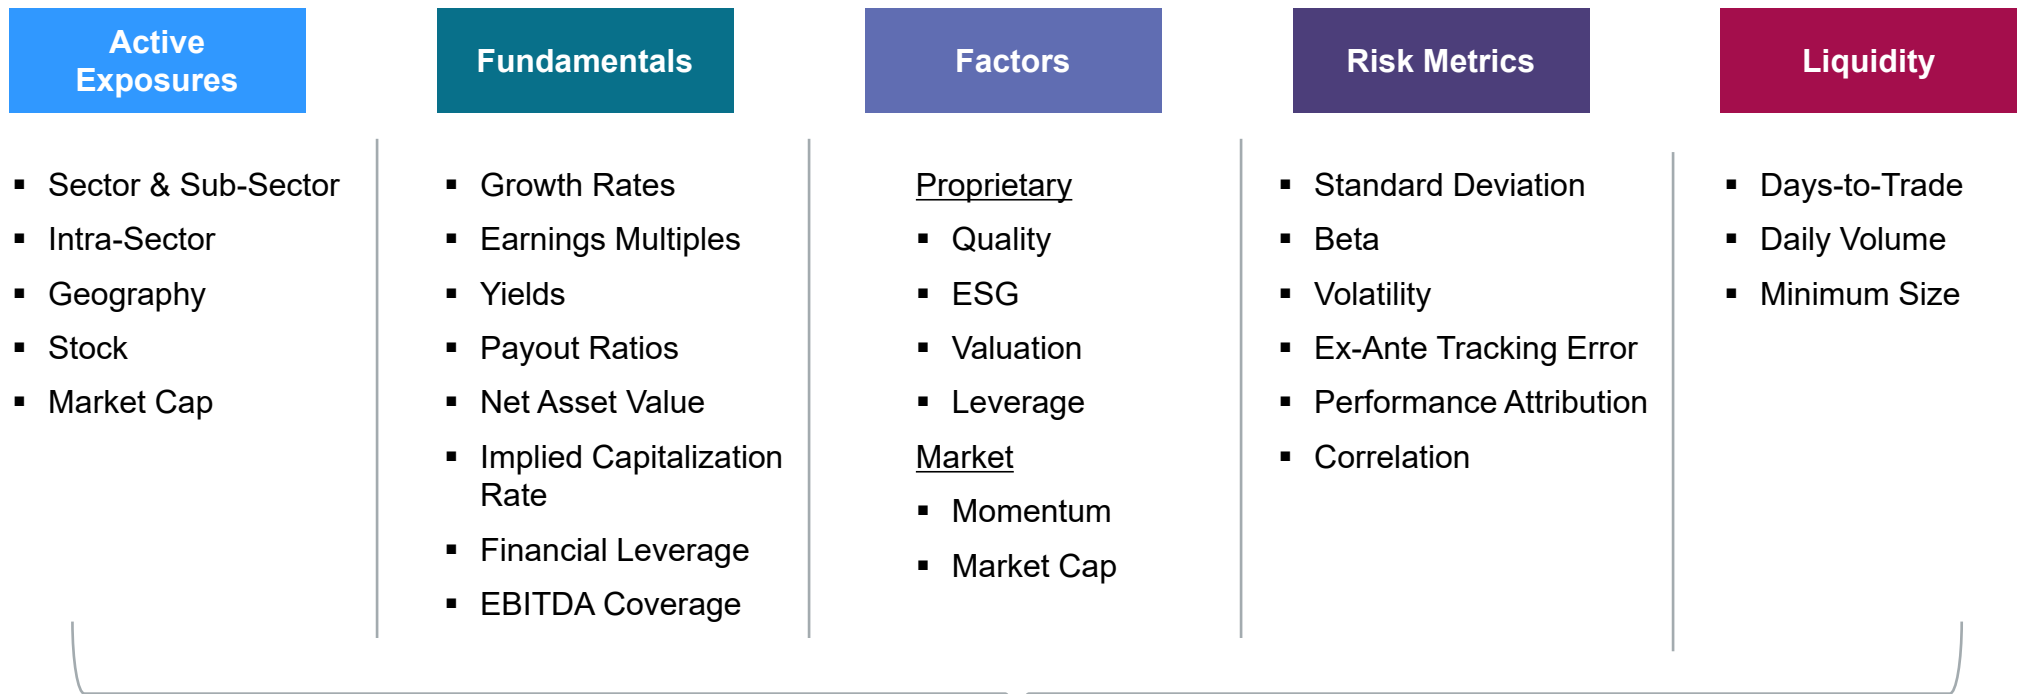 Active
Exposures
Sector & Sub-Sector
Intra-Sector
Geography
Stock
Market Cap
Fundamentals
Growth Rates
Earnings Multiples
Yields
Payout Ratios
Net Asset Value
Implied Capitalization
Rate
Financial Leverage
EBITDA Coverage
Factors
Proprietary
Quality
ESG
Valuation
Leverage
Market
Momentum
Market Cap
Risk Metrics
Standard Deviation
Beta
Volatility
Ex-Ante Tracking Error
Performance Attribution
Correlation
Liquidity
Days-to-Trade
Daily Volume
Minimum Size